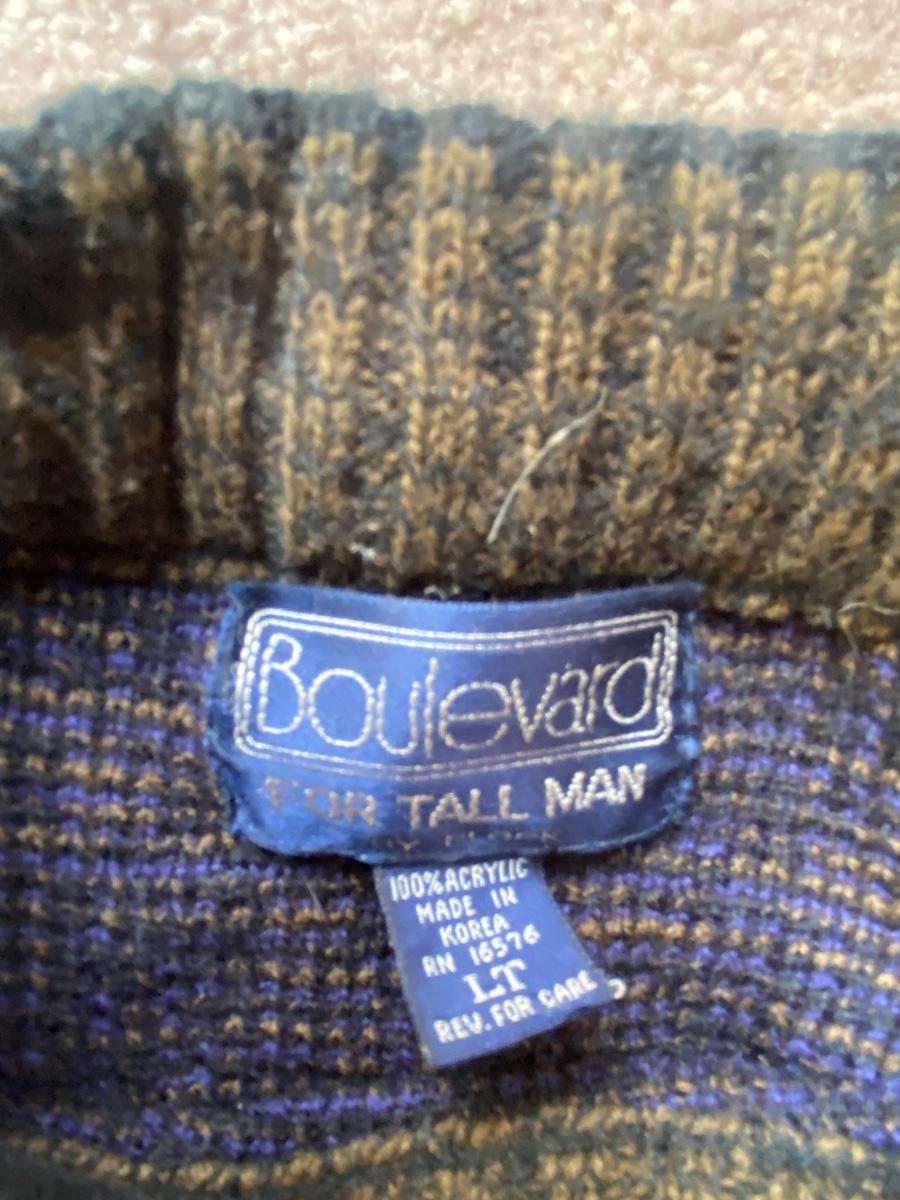 Boulevard
FOR TALL MAN
100% ACRYLIC
MADE IN
KOREA
RN 16576
LT
REV. FOR CARE